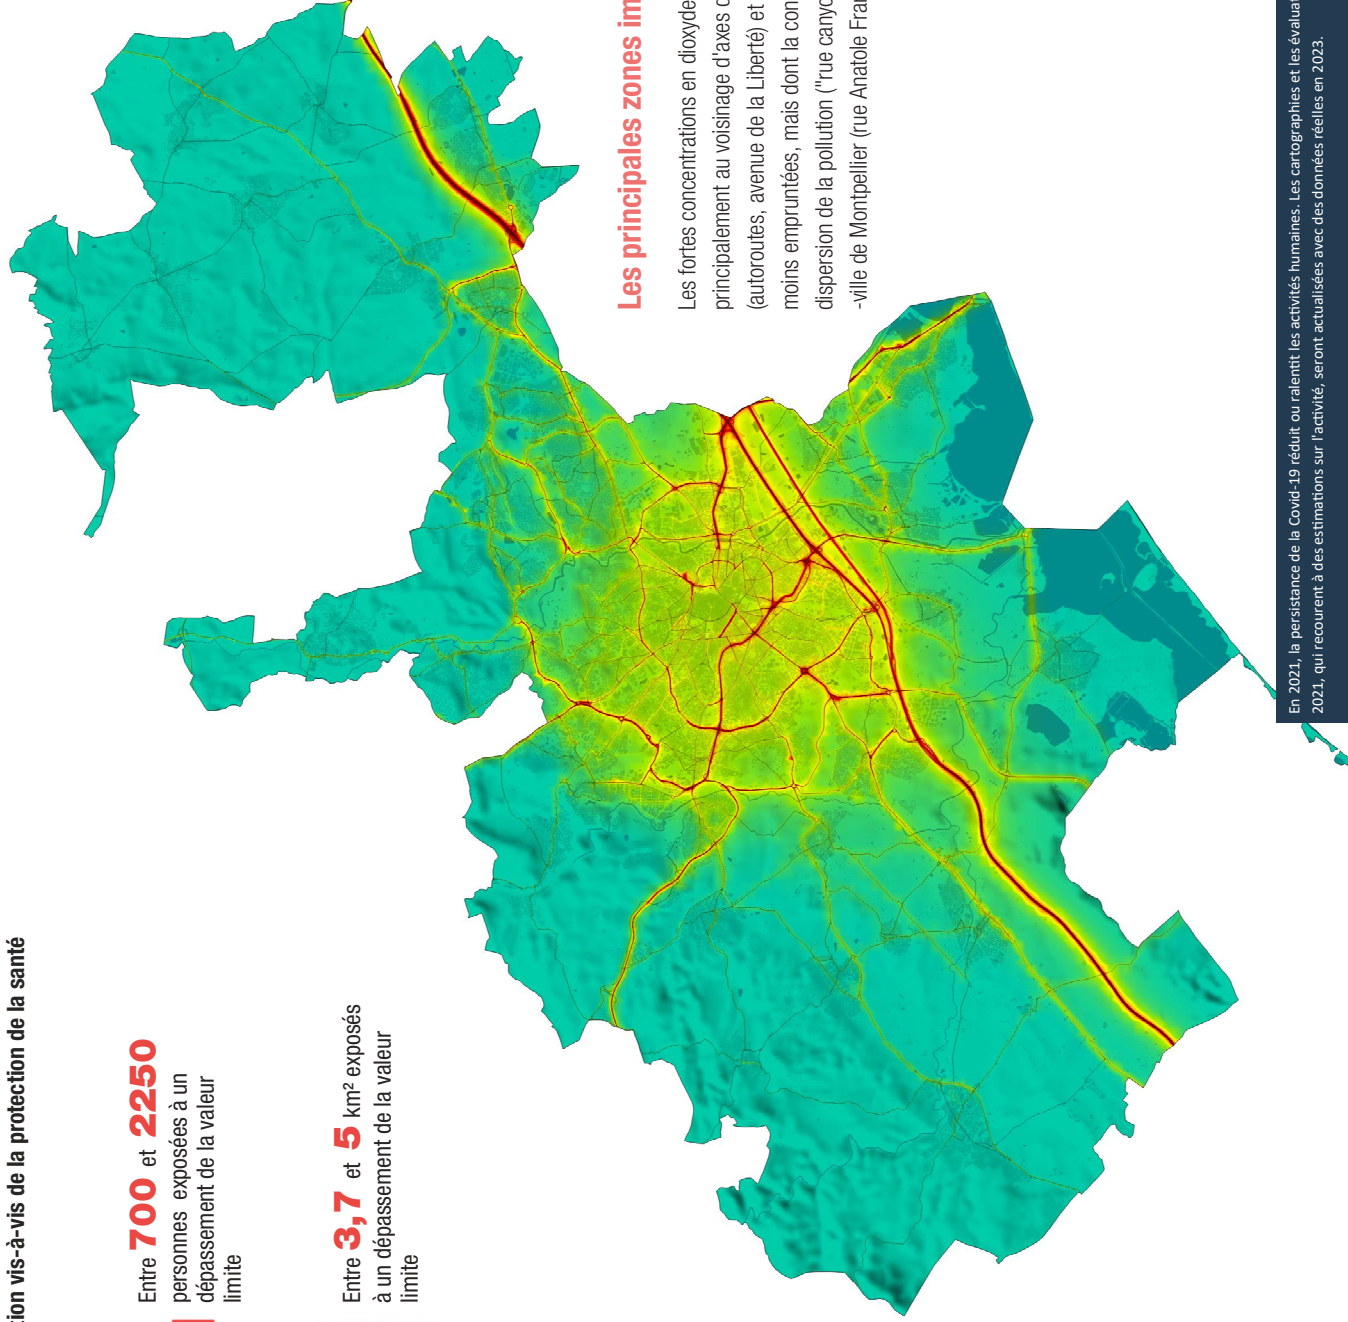 tion vis-à-vis de la protection de la santé
Entre 700 et 2250
personnes exposées à un
dépassement de la valeur
limite
Entre 3,7 et 5 km² exposés
à un dépassement de la valeur
limite
Les principales zones im
Les fortes concentrations en dioxyde
principalement au voisinage d'axes
(autoroutes, avenue de la Liberté) et
moins empruntées, mais dont la con
dispersion de la pollution ("rue canyo
-ville de Montpellier (rue Anatole Fran
En 2021, la persistance de la Covid-19 réduit ou ralentit les activités humaines. Les cartographies et les évaluat
2021, qui recourent à des estimations sur l'activité, seront actualisées avec des données réelles en 2023.